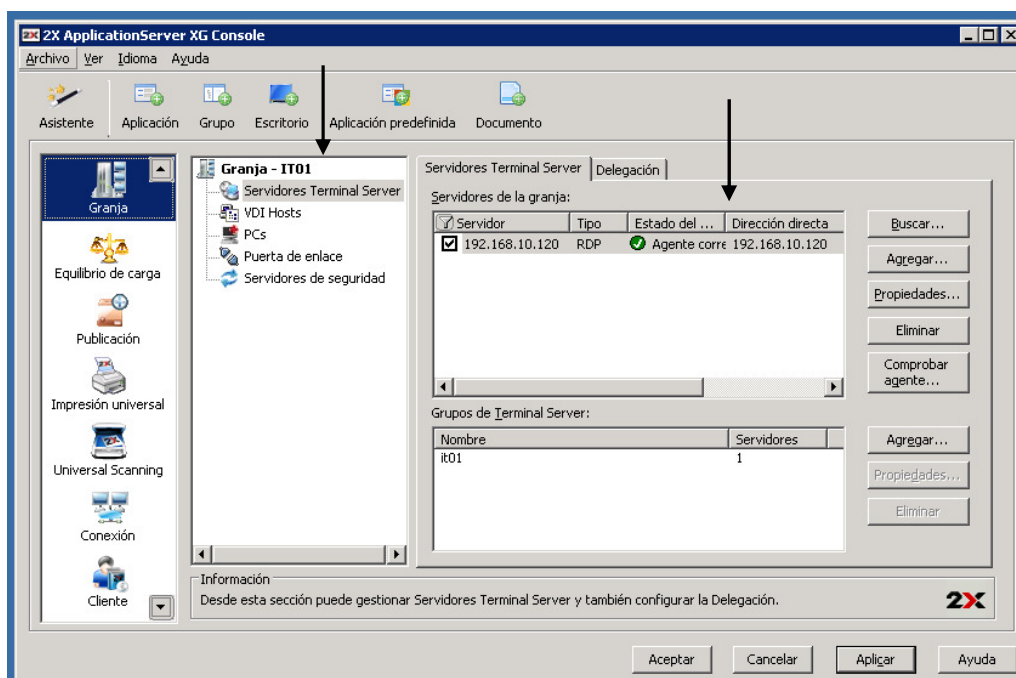 2X ApplicationServer XG Console
Archivo Ver Idioma Ayuda
Asistente Aplicación Grupo Escritorio Aplicación predefinida Documento
Granja
Equilibrio de carga
Publicación
Impresión universal
Universal Scanning
Conexión
Cliente
Granja - IT01
Servidores Terminal Server
VDI Hosts
PCs
Puerta de enlace
Servidores de seguridad
Servidores Terminal Server Delegación
Servidores de la granja:
Servidor Tipo Estado del ... Dirección directa
192.168.10.120 RDP Agente corre 192.168.10.120
Buscar...
Agregar...
Propiedades...
Eliminar
Comprobar
agente...
Grupos de Terminal Server:
Nombre Servidores
it01 1
Agregar...
Propiedades...
Eliminar
Información
Desde esta sección puede gestionar Servidores Terminal Server y también configurar la Delegación.
2X
Aceptar Cancelar Aplicar Ayuda